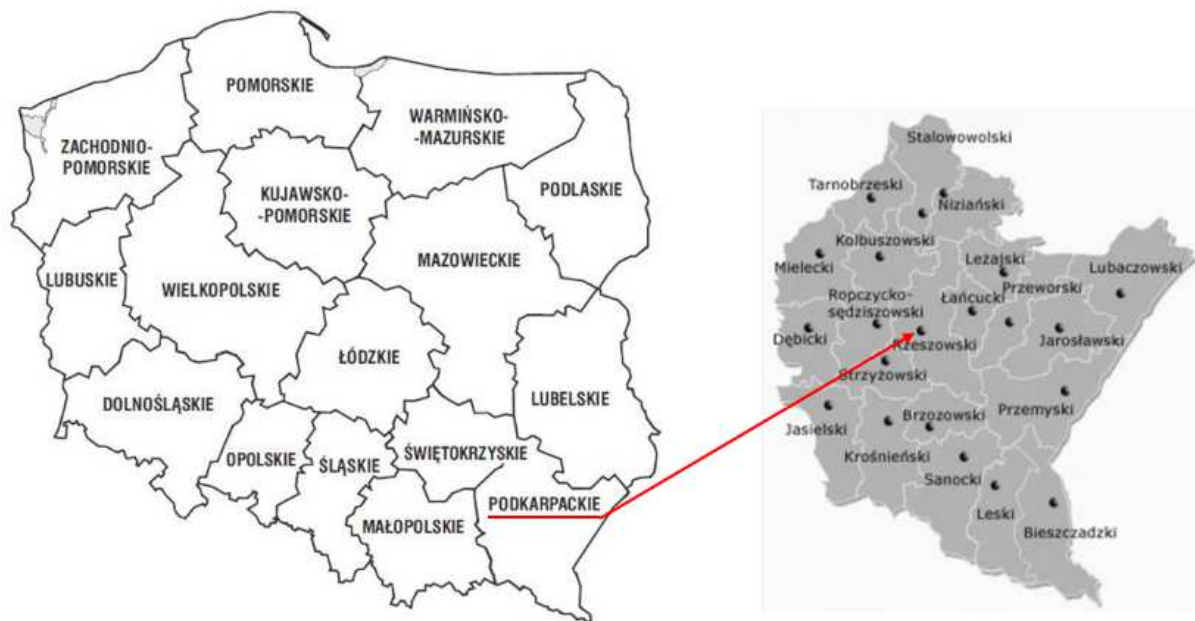 POMORSKIE
WARMIŃSKO-
-MAZURSKIE
ZACHODNIO-
POMORSKIE
KUJAWSKO-
-POMORSKIE
PODLASKIE
LUBUSKIE
WIELKOPOLSKIE
MAZOWIECKIE
ŁÓDZKIE
DOLNOŚLĄSKIE
LUBELSKIE
OPOLSKIE
ŚLĄSKIE
ŚWIĘTOKRZYSKIE
MAŁOPOLSKIE
PODKARPACKIE
Stalowowolski
Tarnobrzeski
Niziański
Kolbuszowski
Mielecki
Leżajski
Lubaczowski
Przeworski
Ropczycko-
sędziszowski
Łańcucki
Dębicki
Rzeszowski
Jarosławski
Strzyżowski
Jasielski
Brzozowski
Przemyski
Krośnieński
Sanocki
Leski
Bieszczadzki